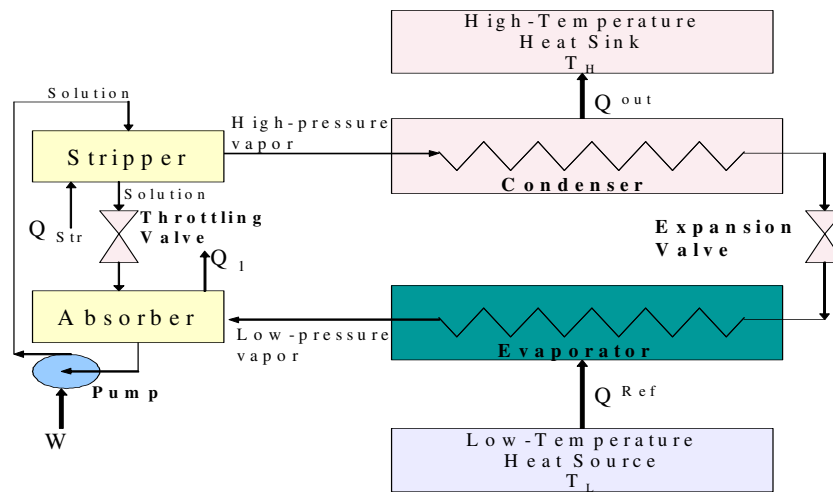 High-Temperature
Heat Sink
T H
Q out
Solution
High-pressure
vapor
Stripper
Condenser
Solution
Q Str
Throttling
Valve
Expansion
Valve
Q 1
Absorber
Low-pressure
vapor
Evaporator
Pump
Q Ref
W
Low-Temperature
Heat Source
T L